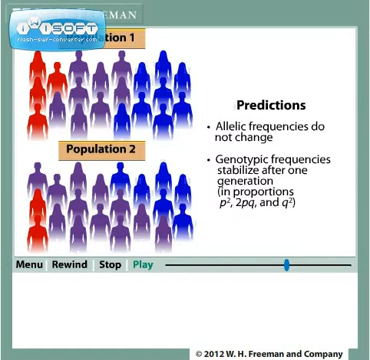 FREEMAN
iWiSOFT
flash-swf-converter.com
ation 1
Population 2
Predictions
• Allelic frequencies do
not change
• Genotypic frequencies
stabilize after one
generation
(in proportions
p², 2pq, and q²)
Menu Rewind Stop Play
© 2012 W. H. Freeman and Company